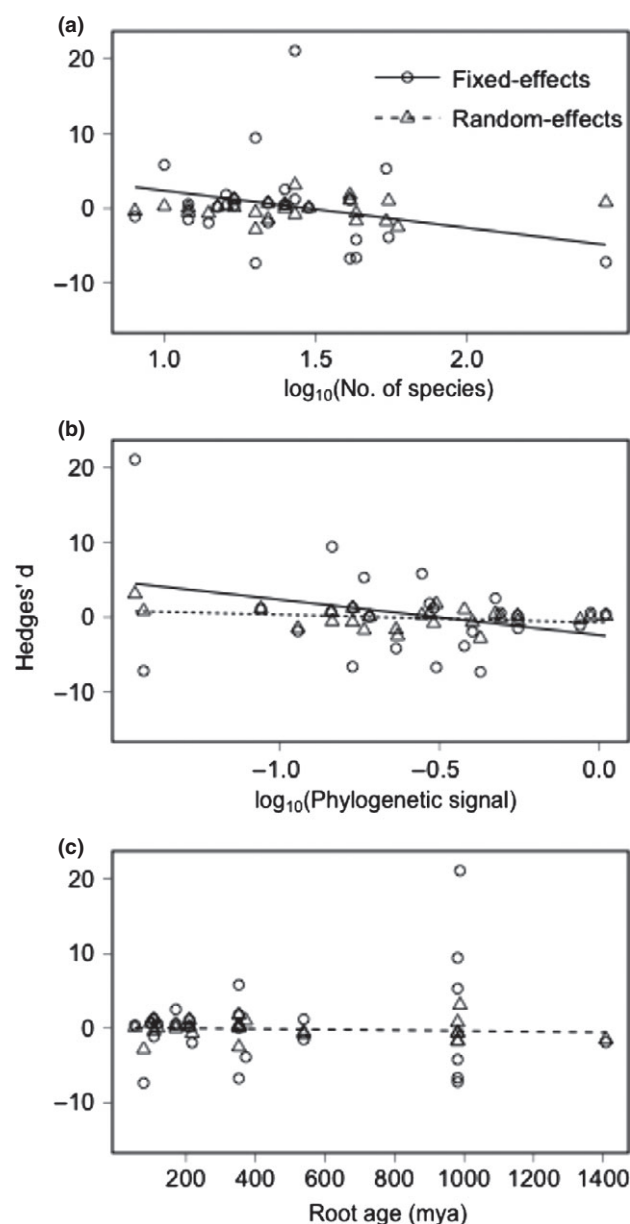 (a)
20
10
0
−10
Fixed-effects
Random-effects
1.0 1.5 2.0
log₁₀(No. of species)
(b)
20
10
0
−10
Hedges' d
−1.0 −0.5 0.0
log₁₀(Phylogenetic signal)
(c)
20
10
0
−10
200 400 600 800 1000 1200 1400
Root age (mya)